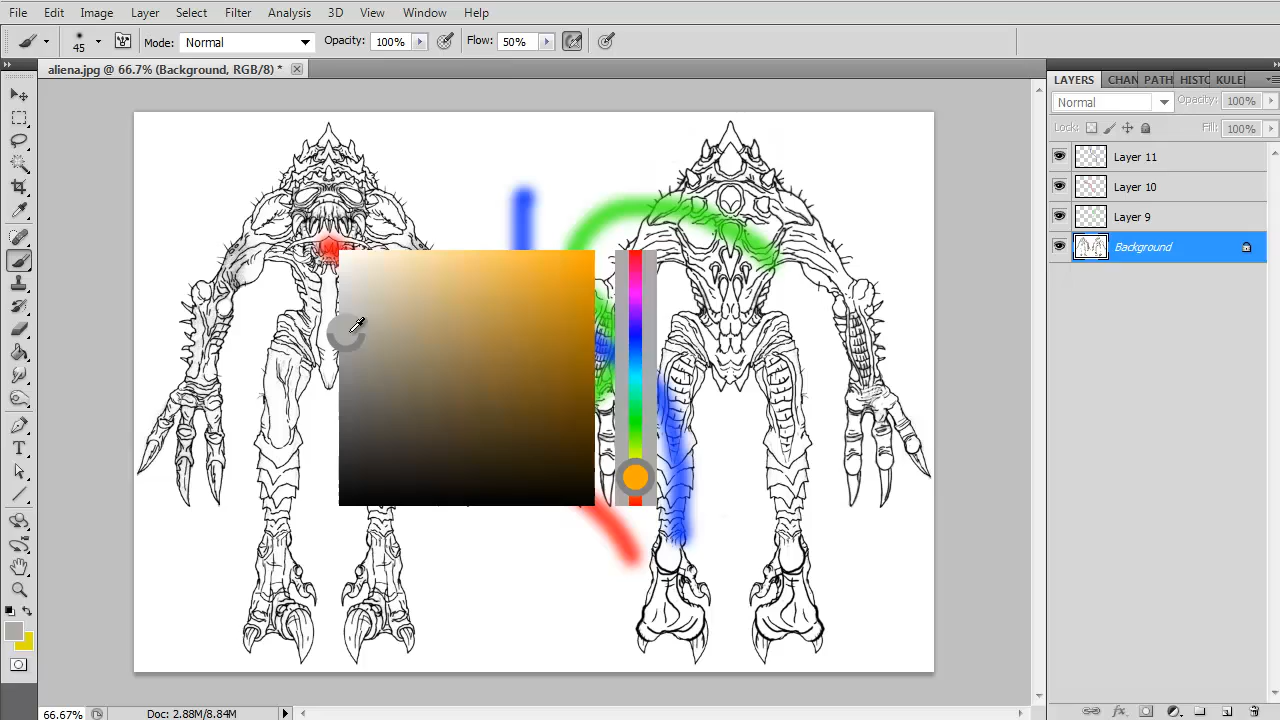 File Edit Image Layer Select Filter Analysis 3D View Window Help
45 Mode: Normal Opacity: 100% Flow: 50%
aliena.jpg @ 66.7% (Background, RGB/8) *
LAYERS CHAN PATH HISTO KULER
Normal Opacity: 100%
Lock: Fill: 100%
Layer 11
Layer 10
Layer 9
Background
66.67% Doc: 2.88M/8.84M